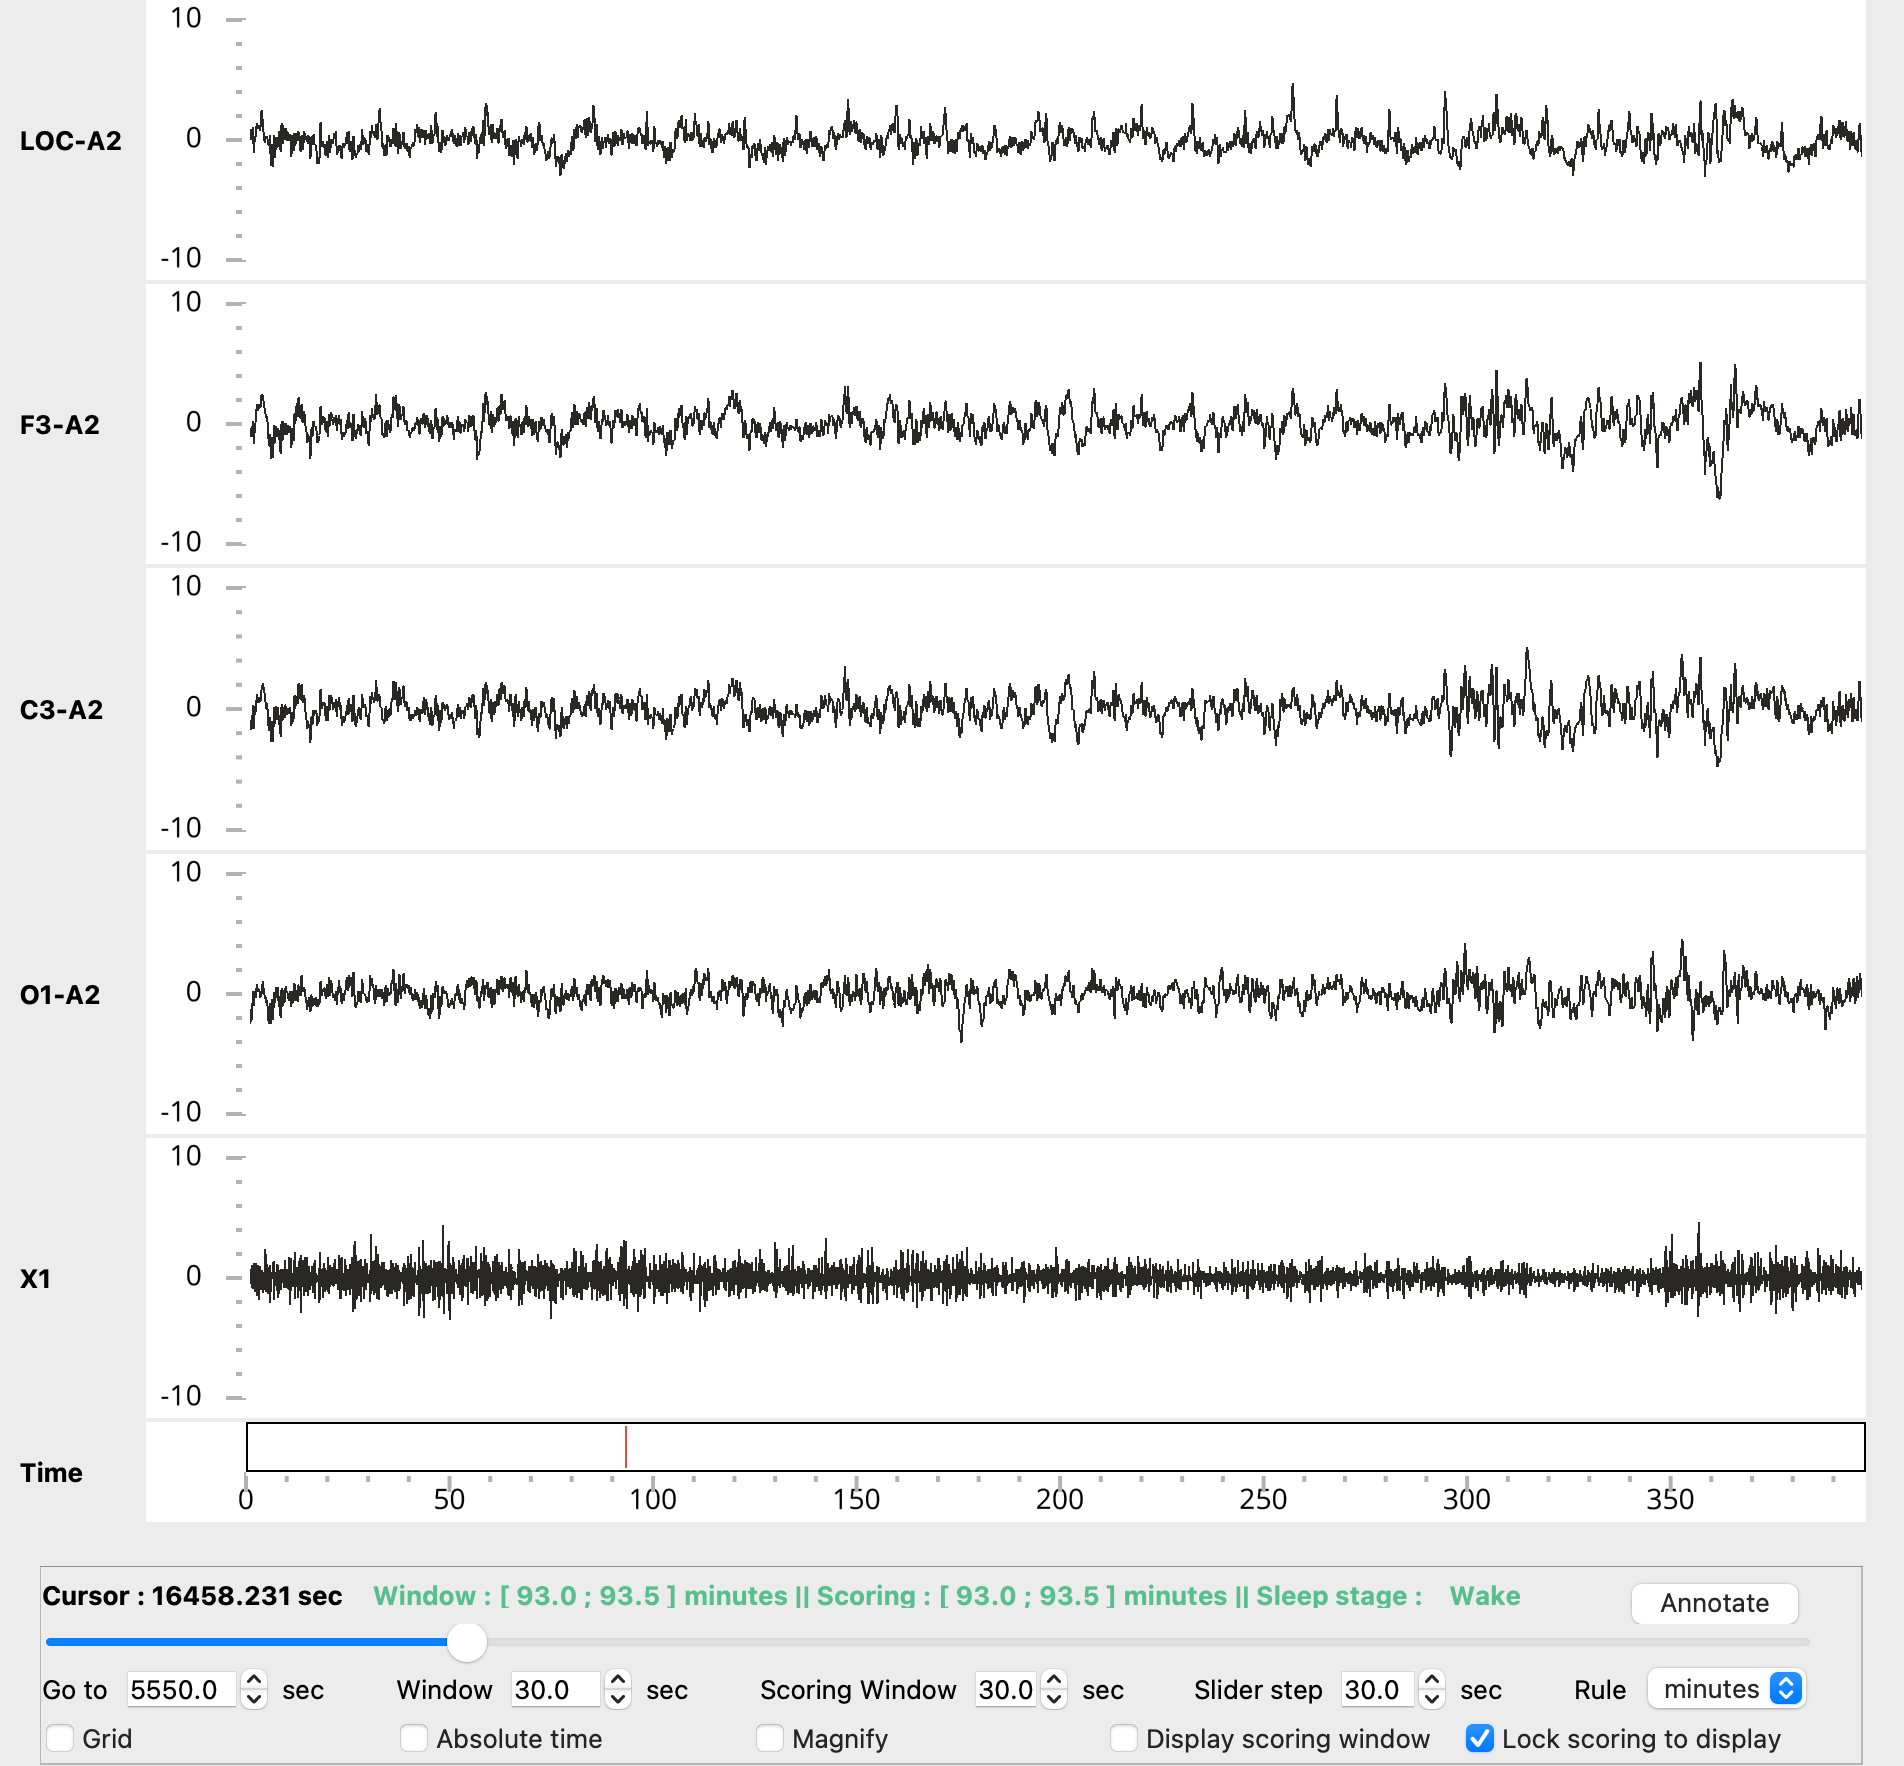 10
LOC-A2 0
-10
10
F3-A2 0
-10
10
C3-A2 0
-10
10
O1-A2 0
-10
10
X1 0
-10
Time
0 50 100 150 200 250 300 350
Cursor : 16458.231 sec Window : [ 93.0 ; 93.5 ] minutes || Scoring : [ 93.0 ; 93.5 ] minutes || Sleep stage : Wake Annotate
Go to 5550.0 sec Window 30.0 sec Scoring Window 30.0 sec Slider step 30.0 sec Rule minutes
Grid Absolute time Magnify Display scoring window Lock scoring to display